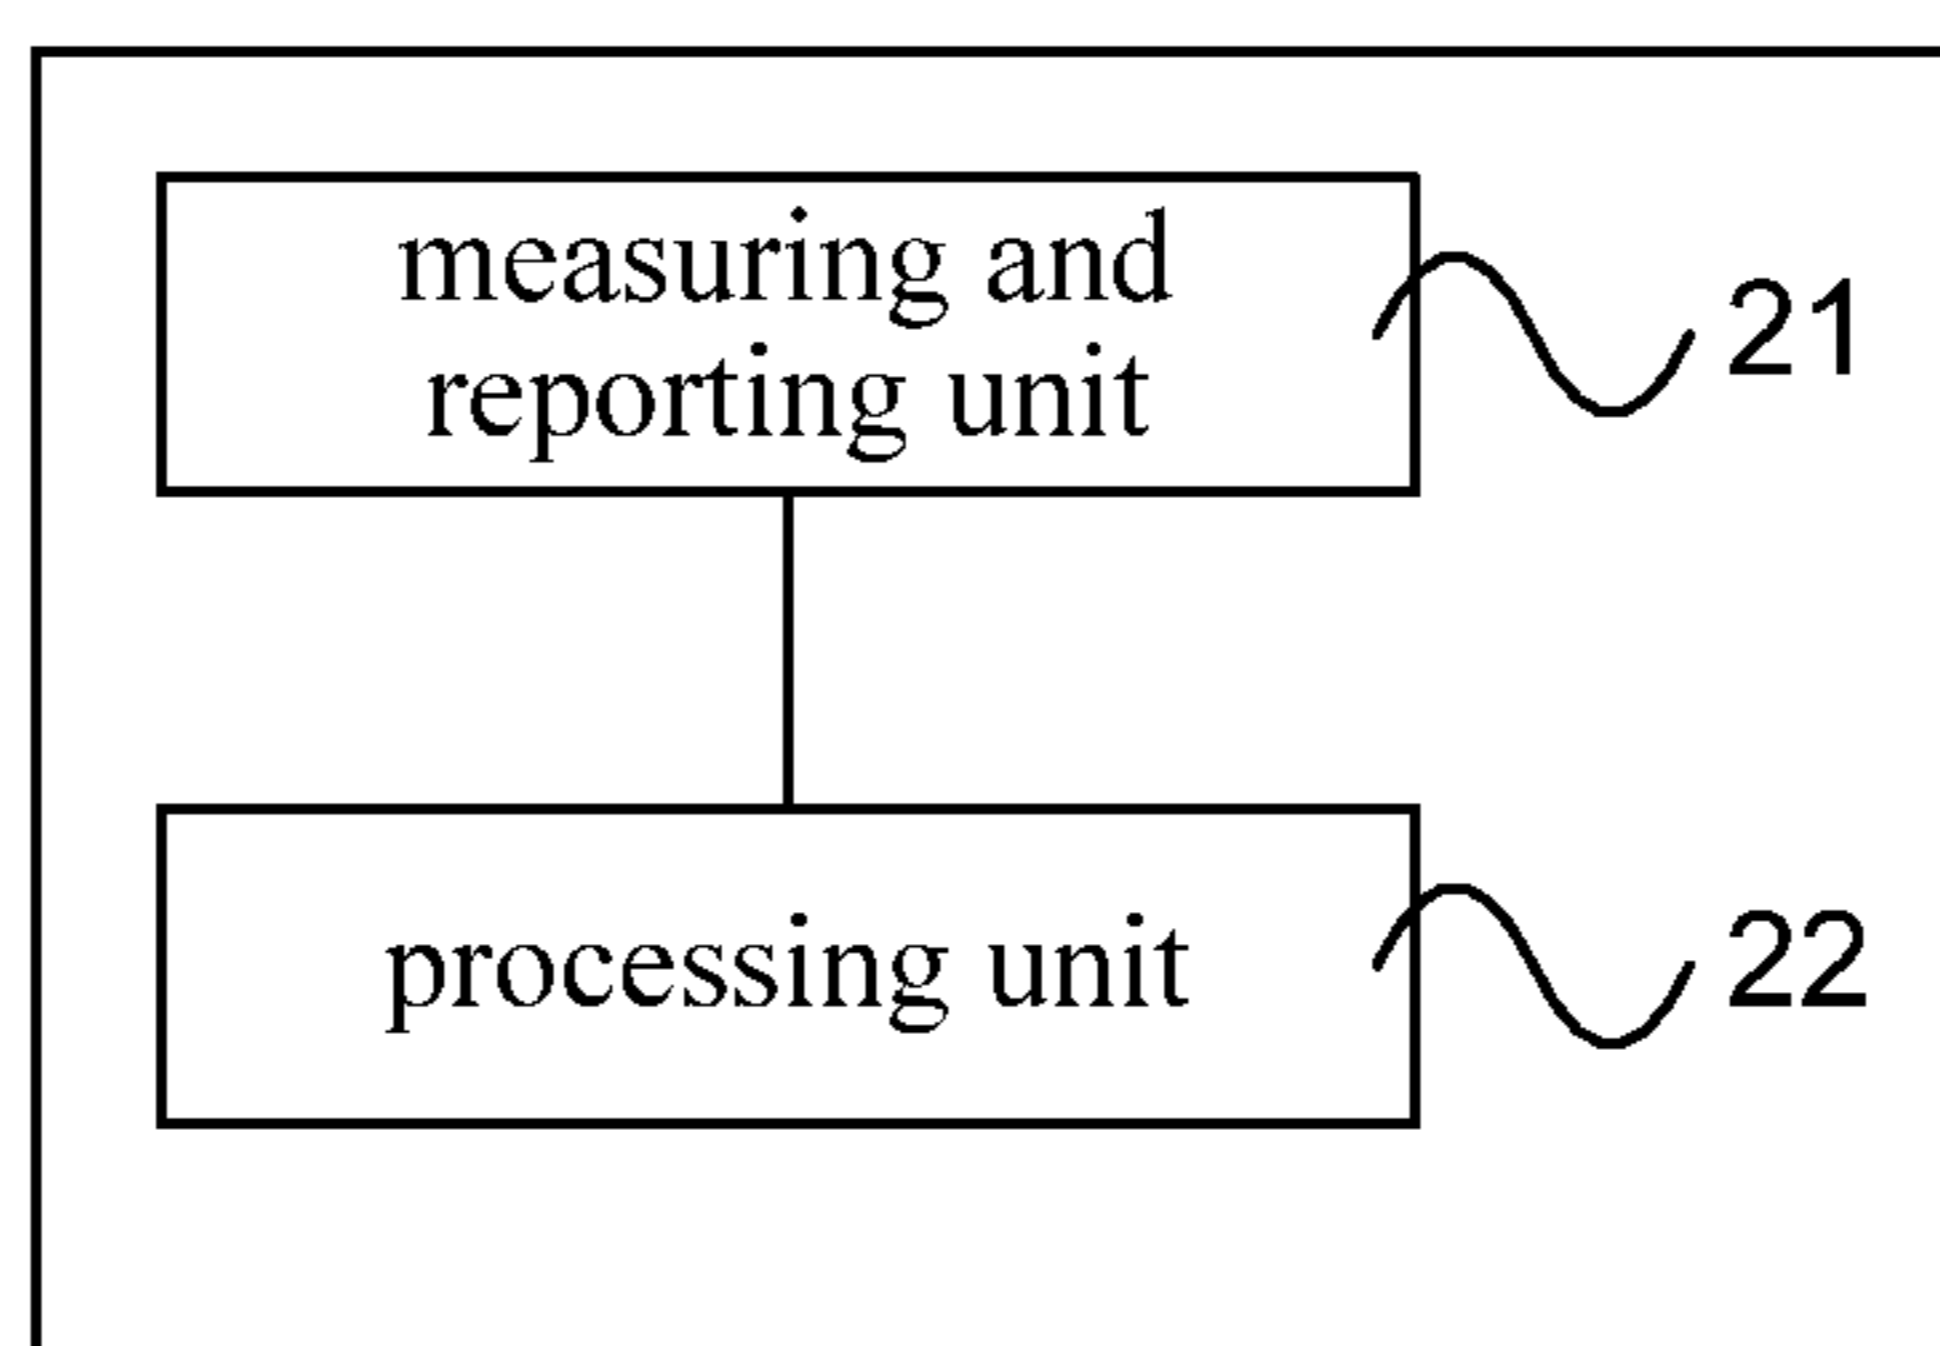 measuring and
reporting unit
21
processing unit
22